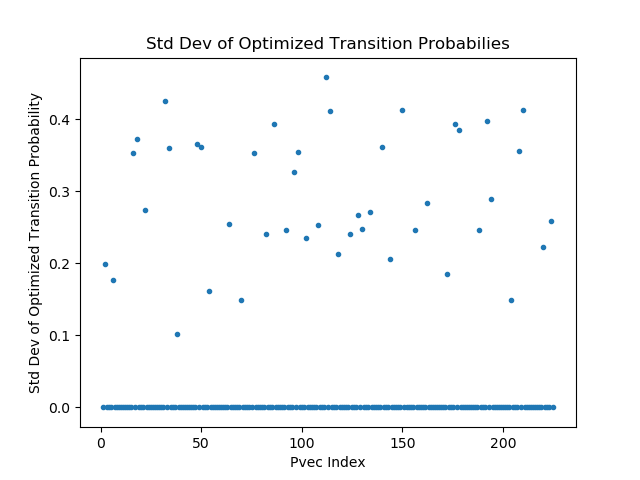 Std Dev of Optimized Transition Probabilies
Std Dev of Optimized Transition Probability
0.4
0.3
0.2
0.1
0.0
0 50 100 150 200
Pvec Index